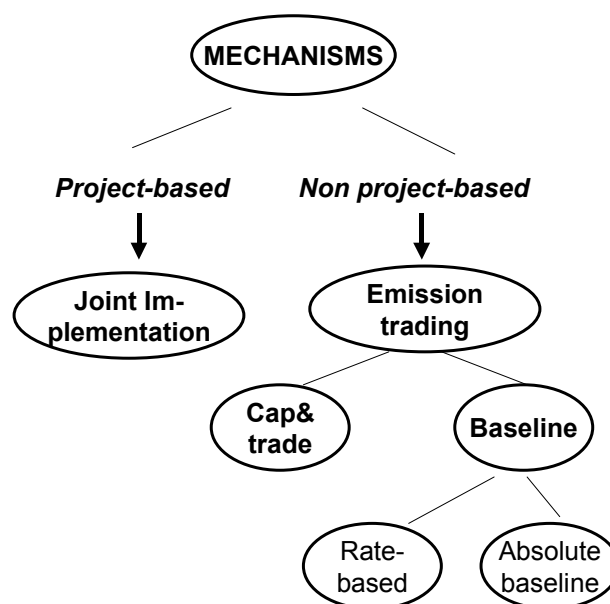 MECHANISMS
Project-based
Non project-based
Joint Im-
plementation
Emission
trading
Cap&
trade
Baseline
Rate-
based
Absolute
baseline